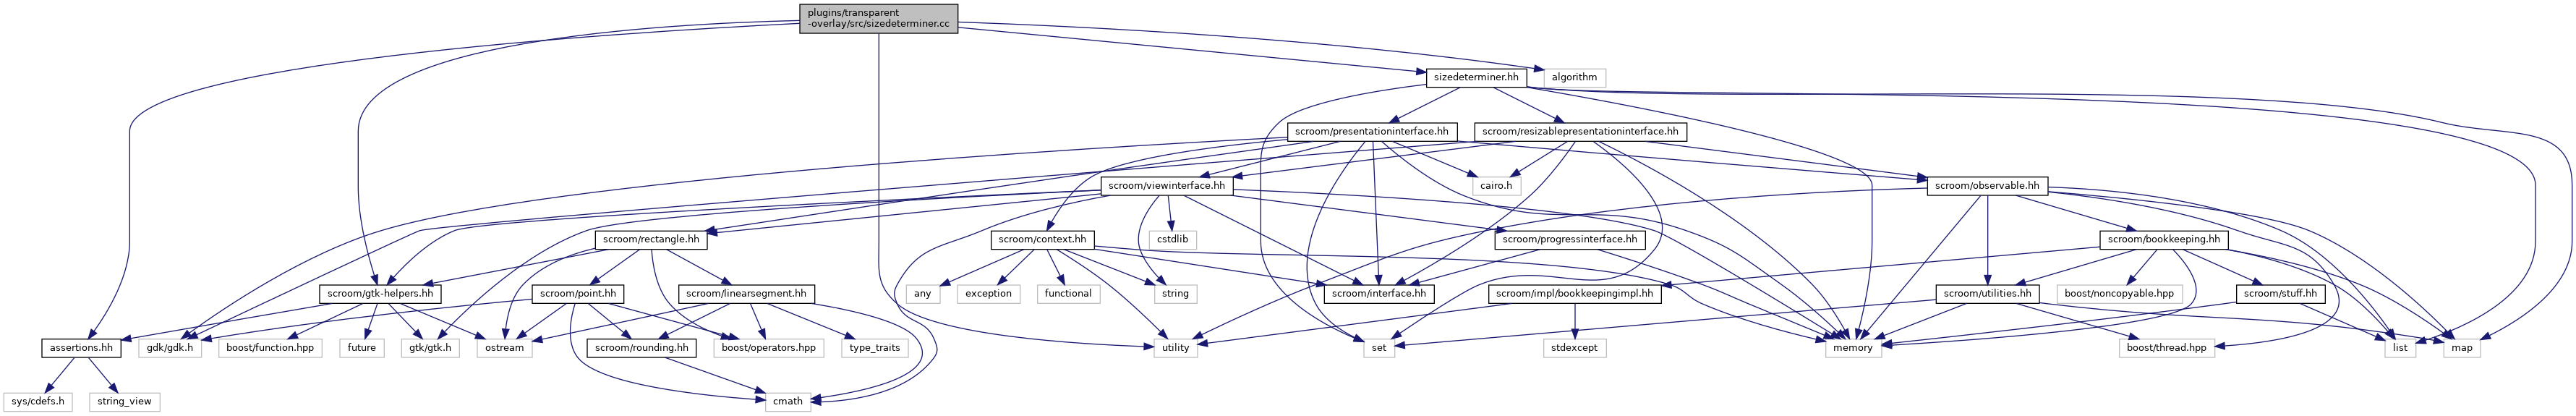 plugins/transparent
-overlay/src/sizedeterminer.cc
sizedeterminer.hh
algorithm
scroom/presentationinterface.hh
scroom/resizablepresentationinterface.hh
scroom/viewinterface.hh
cairo.h
scroom/observable.hh
scroom/rectangle.hh
scroom/context.hh
cstdlib
scroom/progressinterface.hh
scroom/bookkeeping.hh
scroom/gtk-helpers.hh
scroom/point.hh
scroom/linearsegment.hh
any
exception
functional
string
scroom/interface.hh
scroom/impl/bookkeepingimpl.hh
scroom/utilities.hh
boost/noncopyable.hpp
scroom/stuff.hh
assertions.hh
gdk/gdk.h
boost/function.hpp
future
gtk/gtk.h
ostream
scroom/rounding.hh
boost/operators.hpp
type_traits
utility
set
stdexcept
memory
boost/thread.hpp
list
map
sys/cdefs.h
string_view
cmath